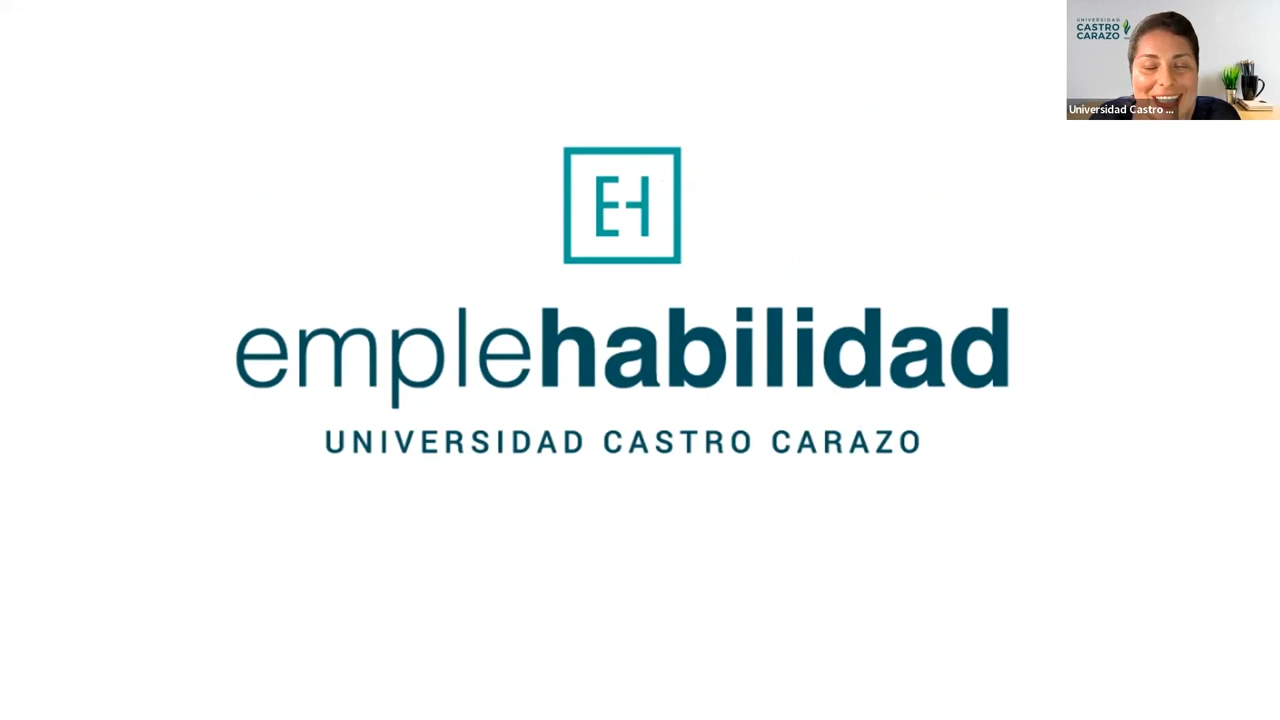 UNIVERSIDAD
CASTRO
CARAZO
Universidad Castro ...
EH
emplehabilidad
UNIVERSIDAD CASTRO CARAZO